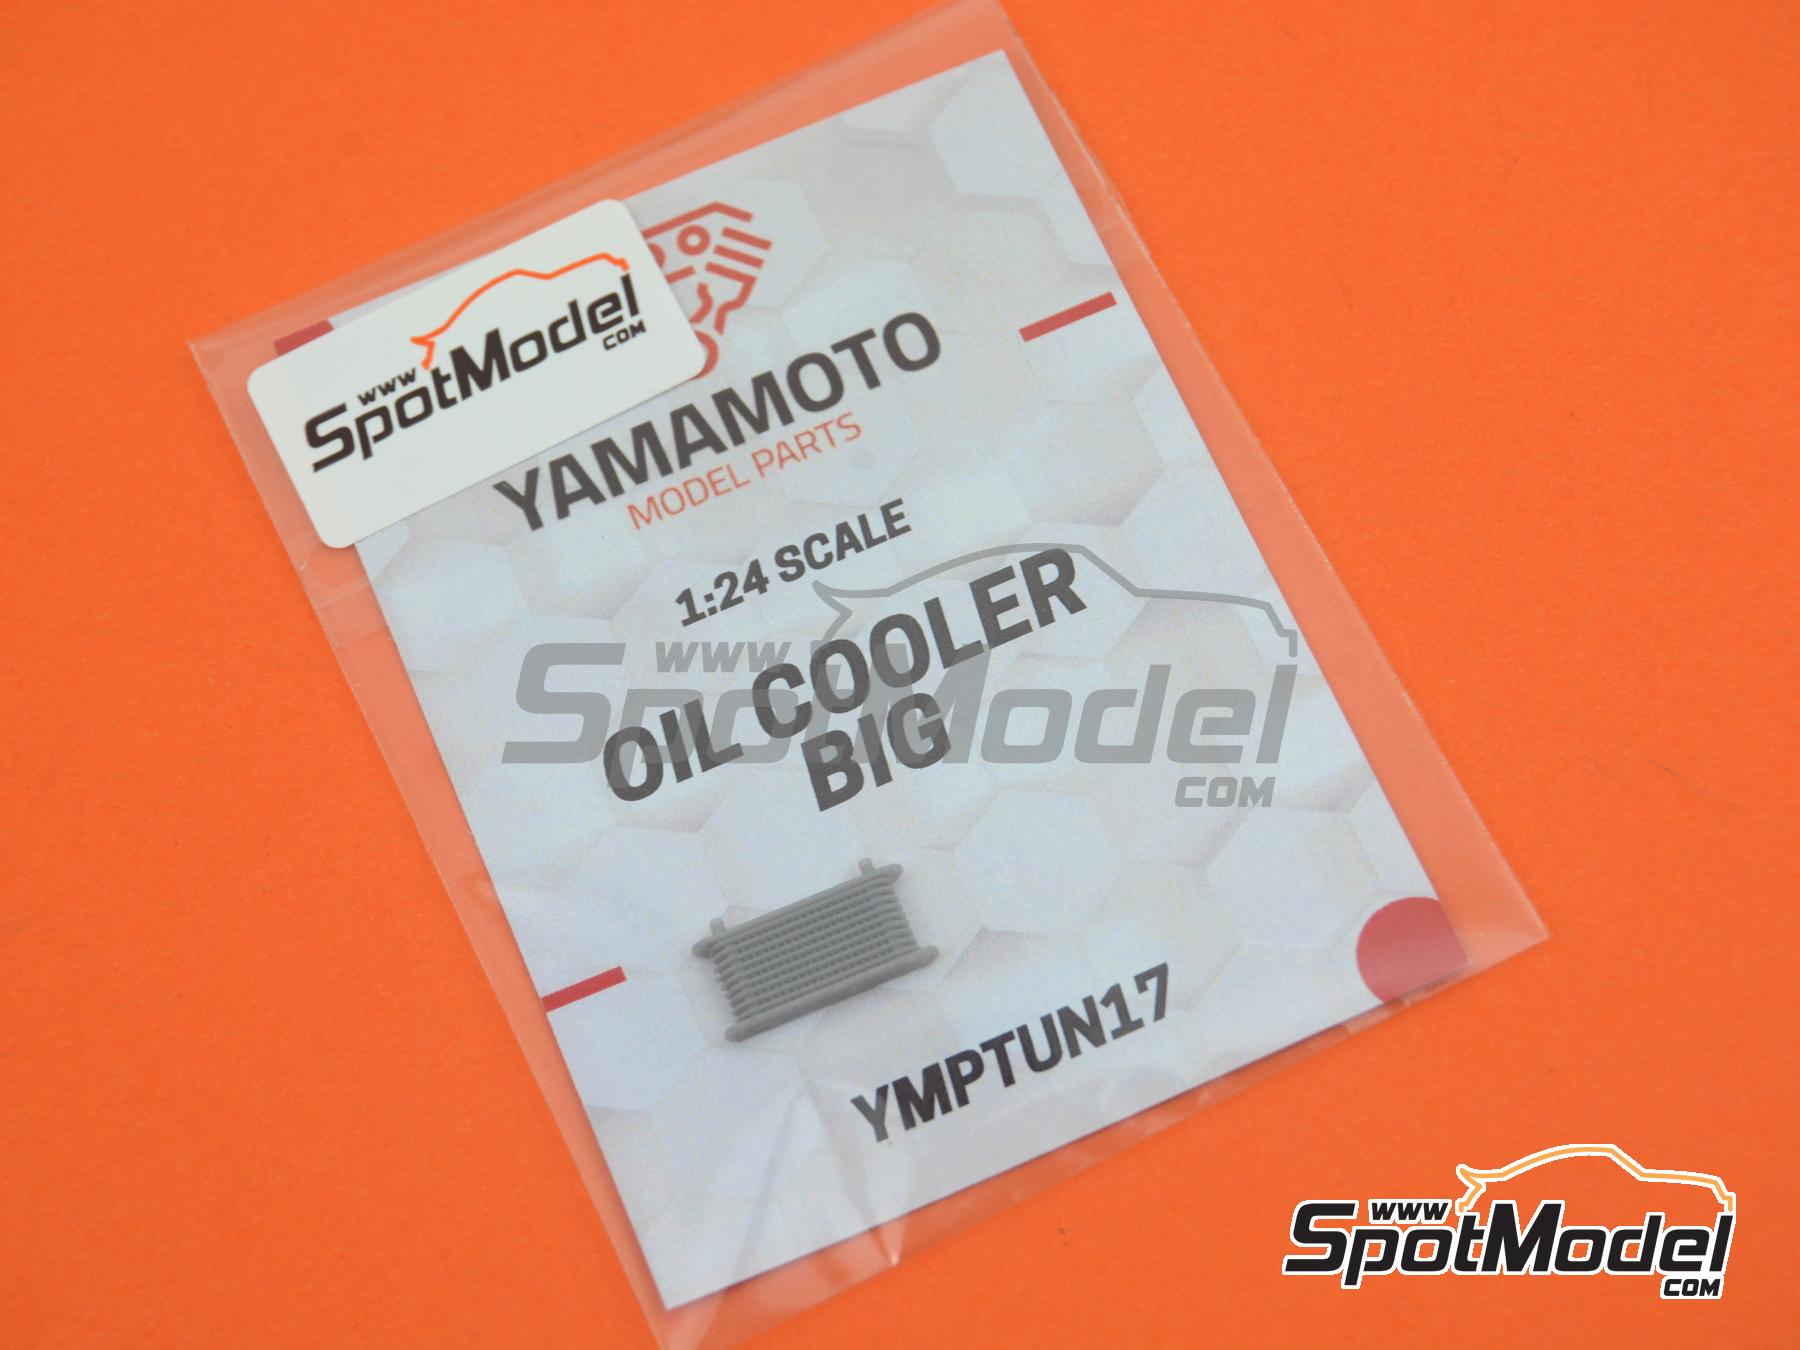 www
SpotModel
COM
YAMAMOTO
MODEL PARTS
1:24 SCALE
OIL COOLER
BIG
www
SpotModel
COM
YMPTUN17
www
SpotModel
COM